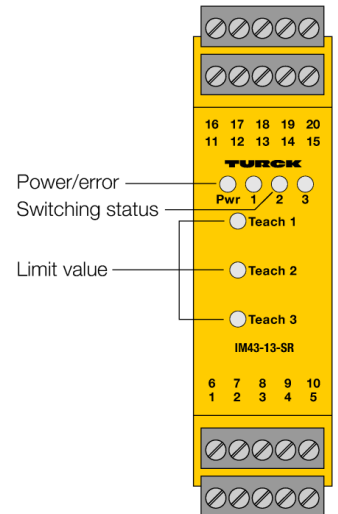 16 17 18 19 20
11 12 13 14 15
TURCK
Power/error
Pwr 1 2 3
Switching status
Teach 1
Limit value
Teach 2
Teach 3
IM43-13-SR
6 7 8 9 10
1 2 3 4 5